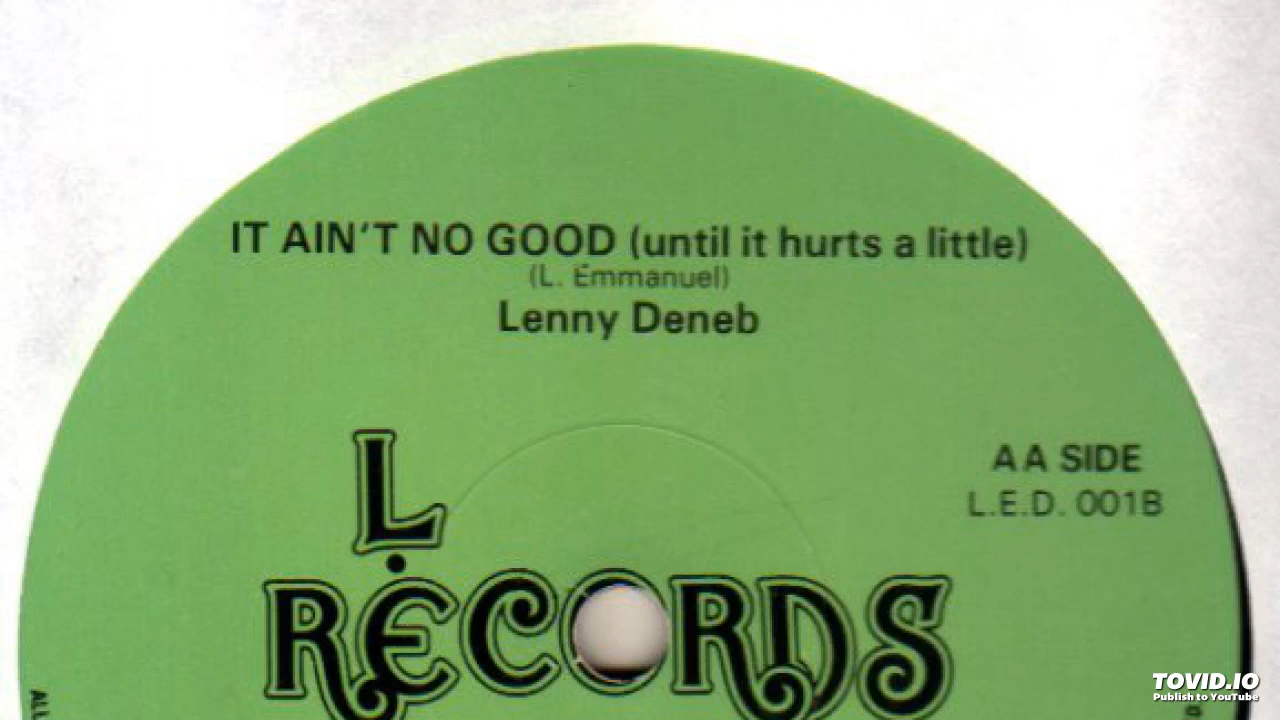 IT AIN'T NO GOOD (until it hurts a little)
(L. Emmanuel)
Lenny Deneb
AA SIDE
L.E.D. 001B
L.
RECORDS
ALL
TOVID.IO
Publish to YouTube